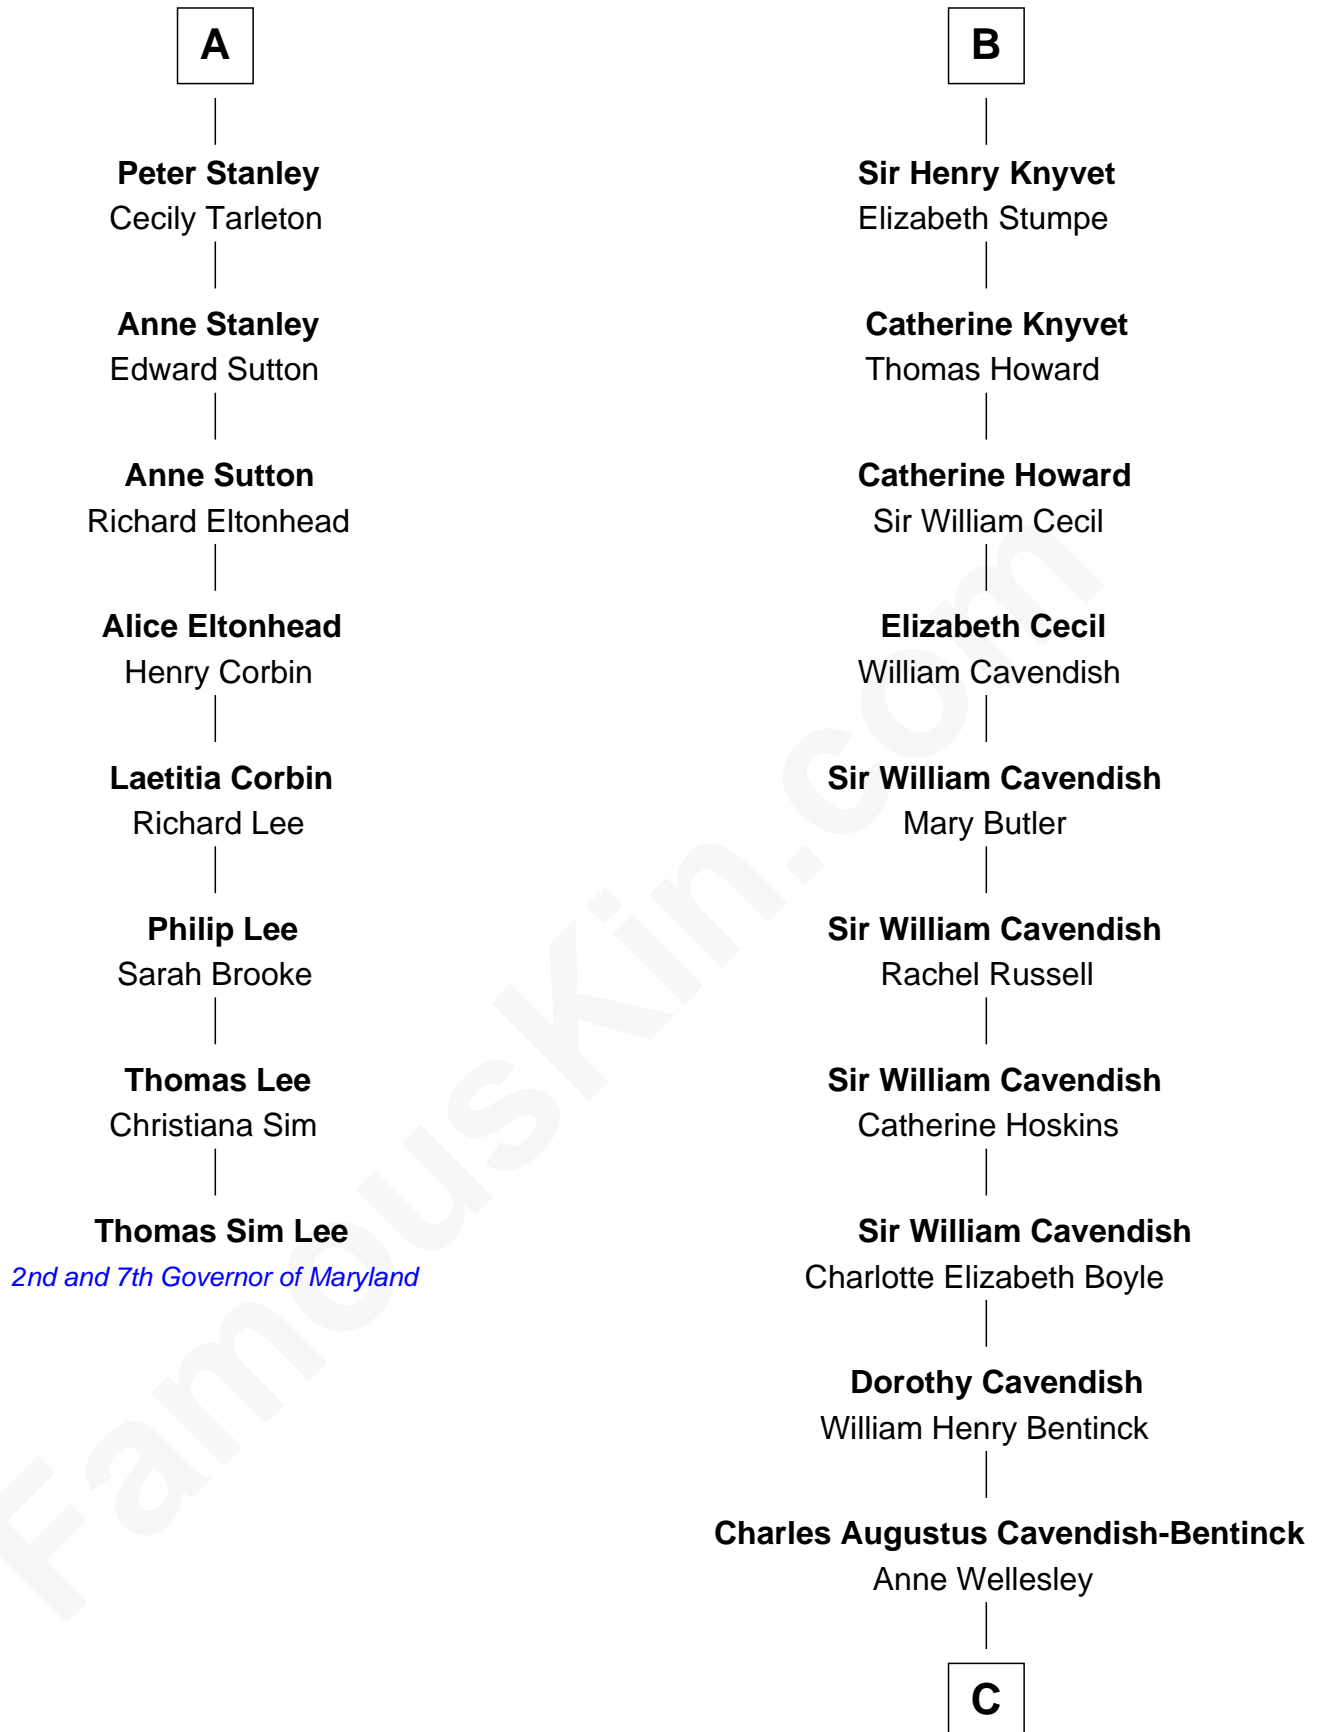 A
Peter Stanley
Cecily Tarleton
Anne Stanley
Edward Sutton
Anne Sutton
Richard Eltonhead
Alice Eltonhead
Henry Corbin
Laetitia Corbin
Richard Lee
Philip Lee
Sarah Brooke
Thomas Lee
Christiana Sim
Thomas Sim Lee
2nd and 7th Governor of Maryland
B
Sir Henry Knyvet
Elizabeth Stumpe
Catherine Knyvet
Thomas Howard
Catherine Howard
Sir William Cecil
Elizabeth Cecil
William Cavendish
Sir William Cavendish
Mary Butler
Sir William Cavendish
Rachel Russell
Sir William Cavendish
Catherine Hoskins
Sir William Cavendish
Charlotte Elizabeth Boyle
Dorothy Cavendish
William Henry Bentinck
Charles Augustus Cavendish-Bentinck
Anne Wellesley
C
FamousKin.com